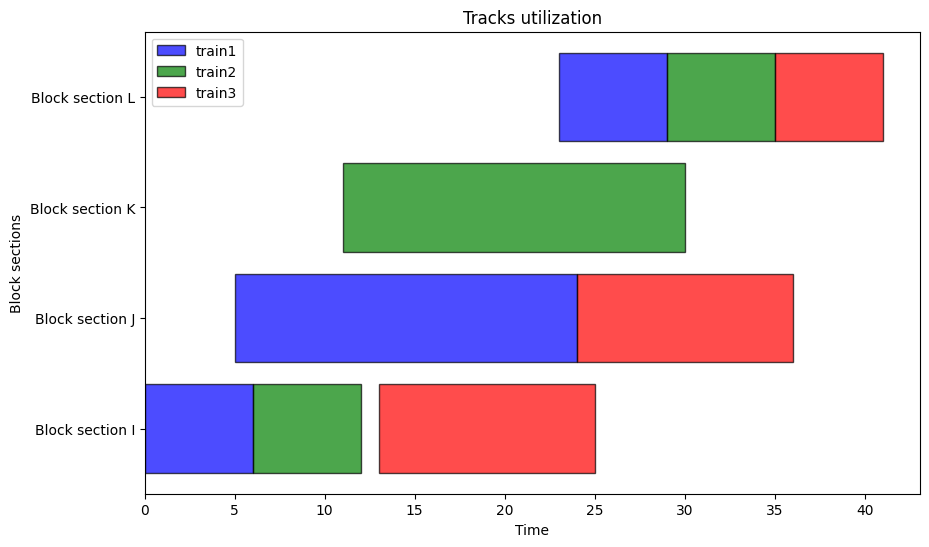 Tracks utilization
train1
train2
train3
Block section L
Block section K
Block section J
Block section I
Block sections
0 5 10 15 20 25 30 35 40
Time